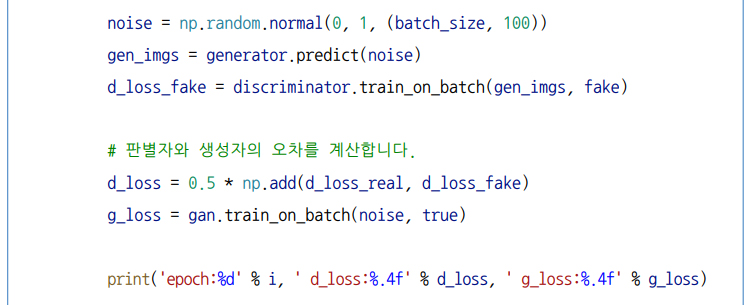 noise = np.random.normal(0, 1, (batch_size, 100))
gen_imgs = generator.predict(noise)
d_loss_fake = discriminator.train_on_batch(gen_imgs, fake)
# 판별자와 생성자의 오차를 계산합니다.
d_loss = 0.5 * np.add(d_loss_real, d_loss_fake)
g_loss = gan.train_on_batch(noise, true)
print('epoch:%d' % i, ' d_loss:%.4f' % d_loss, ' g_loss:%.4f' % g_loss)